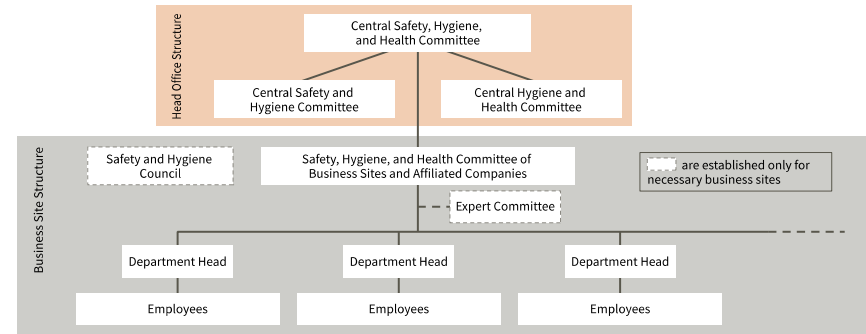 Head Office Structure
Central Safety, Hygiene,
and Health Committee
Central Safety and
Hygiene Committee
Central Hygiene and
Health Committee
Business Site Structure
Safety and Hygiene
Council
Safety, Hygiene, and Health Committee of
Business Sites and Affiliated Companies
are established only for
necessary business sites
Expert Committee
Department Head
Department Head
Department Head
Employees
Employees
Employees